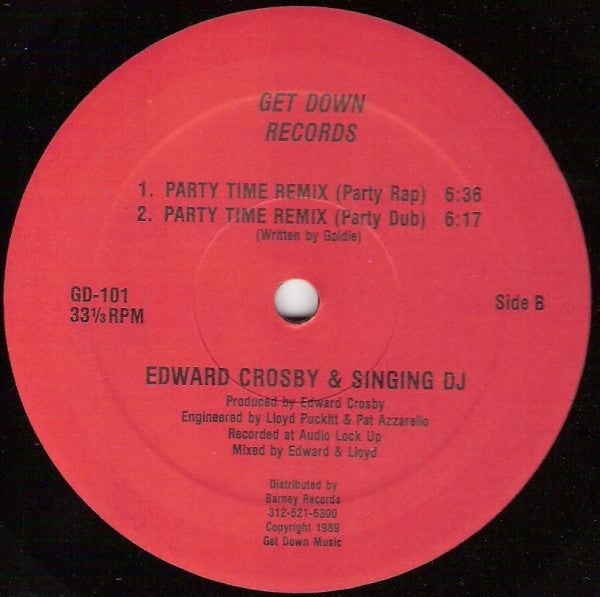 GET DOWN
RECORDS
1. PARTY TIME REMIX (Party Rap) 6:36
2. PARTY TIME REMIX (Party Dub) 6:17
(Written by Goldie)
GD-101
33⅓ RPM
Side B
EDWARD CROSBY & SINGING DJ
Produced by Edward Crosby
Engineered by Lloyd Puckitt & Pat Azzarello
Recorded at Audio Lock Up
Mixed by Edward & Lloyd
Distributed by
Barney Records
312-521-6300
Copyright 1989
Get Down Music